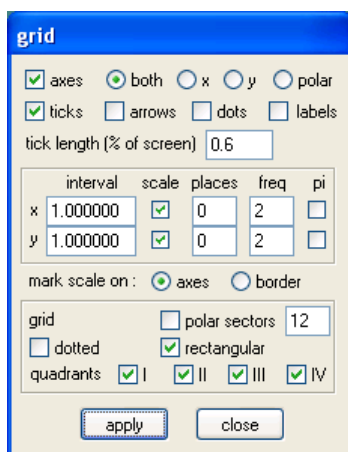 grid
axes both x y polar
ticks arrows dots labels
tick length (% of screen) 0.6
interval scale places freq pi
x 1.000000 0 2
y 1.000000 0 2
mark scale on : axes border
grid polar sectors 12
dotted rectangular
quadrants I II III IV
apply close